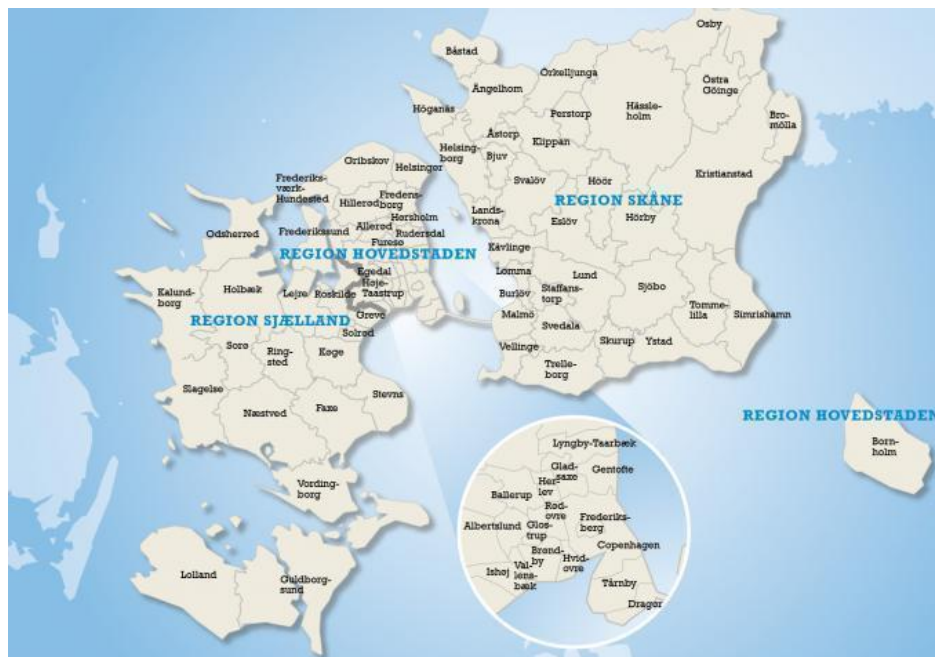 Osby
Båstad
Örkelljunga
Östra
Göinge
Ängelhom
Hässle-
holm
Höganäs
Perstorp
Bro-
mölla
Åstorp
Klippan
Helsing-
borg
Bjuv
Gribskov
Helsingør
Kristianstad
Svalöv
Höör
Frederiks-
værk-
Hundested
Fredens-
borg
Hillerød
REGION SKÅNE
Lands-
krona
Hørsholm
Eslöv
Hörby
Allerød
Rudersdal
Frederikssund
Odsherred
Furesø
Kävlinge
REGION HOVEDSTADEN
Egedal
Lomma
Lund
Høje-
Taastrup
Kalund-
borg
Holbæk
Lejre
Roskilde
Burlöv
Staffans-
torp
Sjöbo
Tomme-
lilla
Simrishamn
Greve
Malmö
REGION SJÆLLAND
Solrød
Svedala
Sorø
Ring-
sted
Køge
Vellinge
Skurup
Ystad
Trelle-
borg
Slagelse
Stevns
Næstved
Faxe
REGION HOVEDSTADEN
Born-
holm
Lyngby-Taarbæk
Glad-
saxe
Gentofte
Her-
lev
Ballerup
Vording-
borg
Rød-
ovre
Albertslund
Glos-
trup
Frederiks-
berg
Copenhagen
Brønd-
by
Hvid-
ovre
Ishøj
Val-
lens-
bæk
Tårnby
Dragør
Lolland
Guldborg-
sund